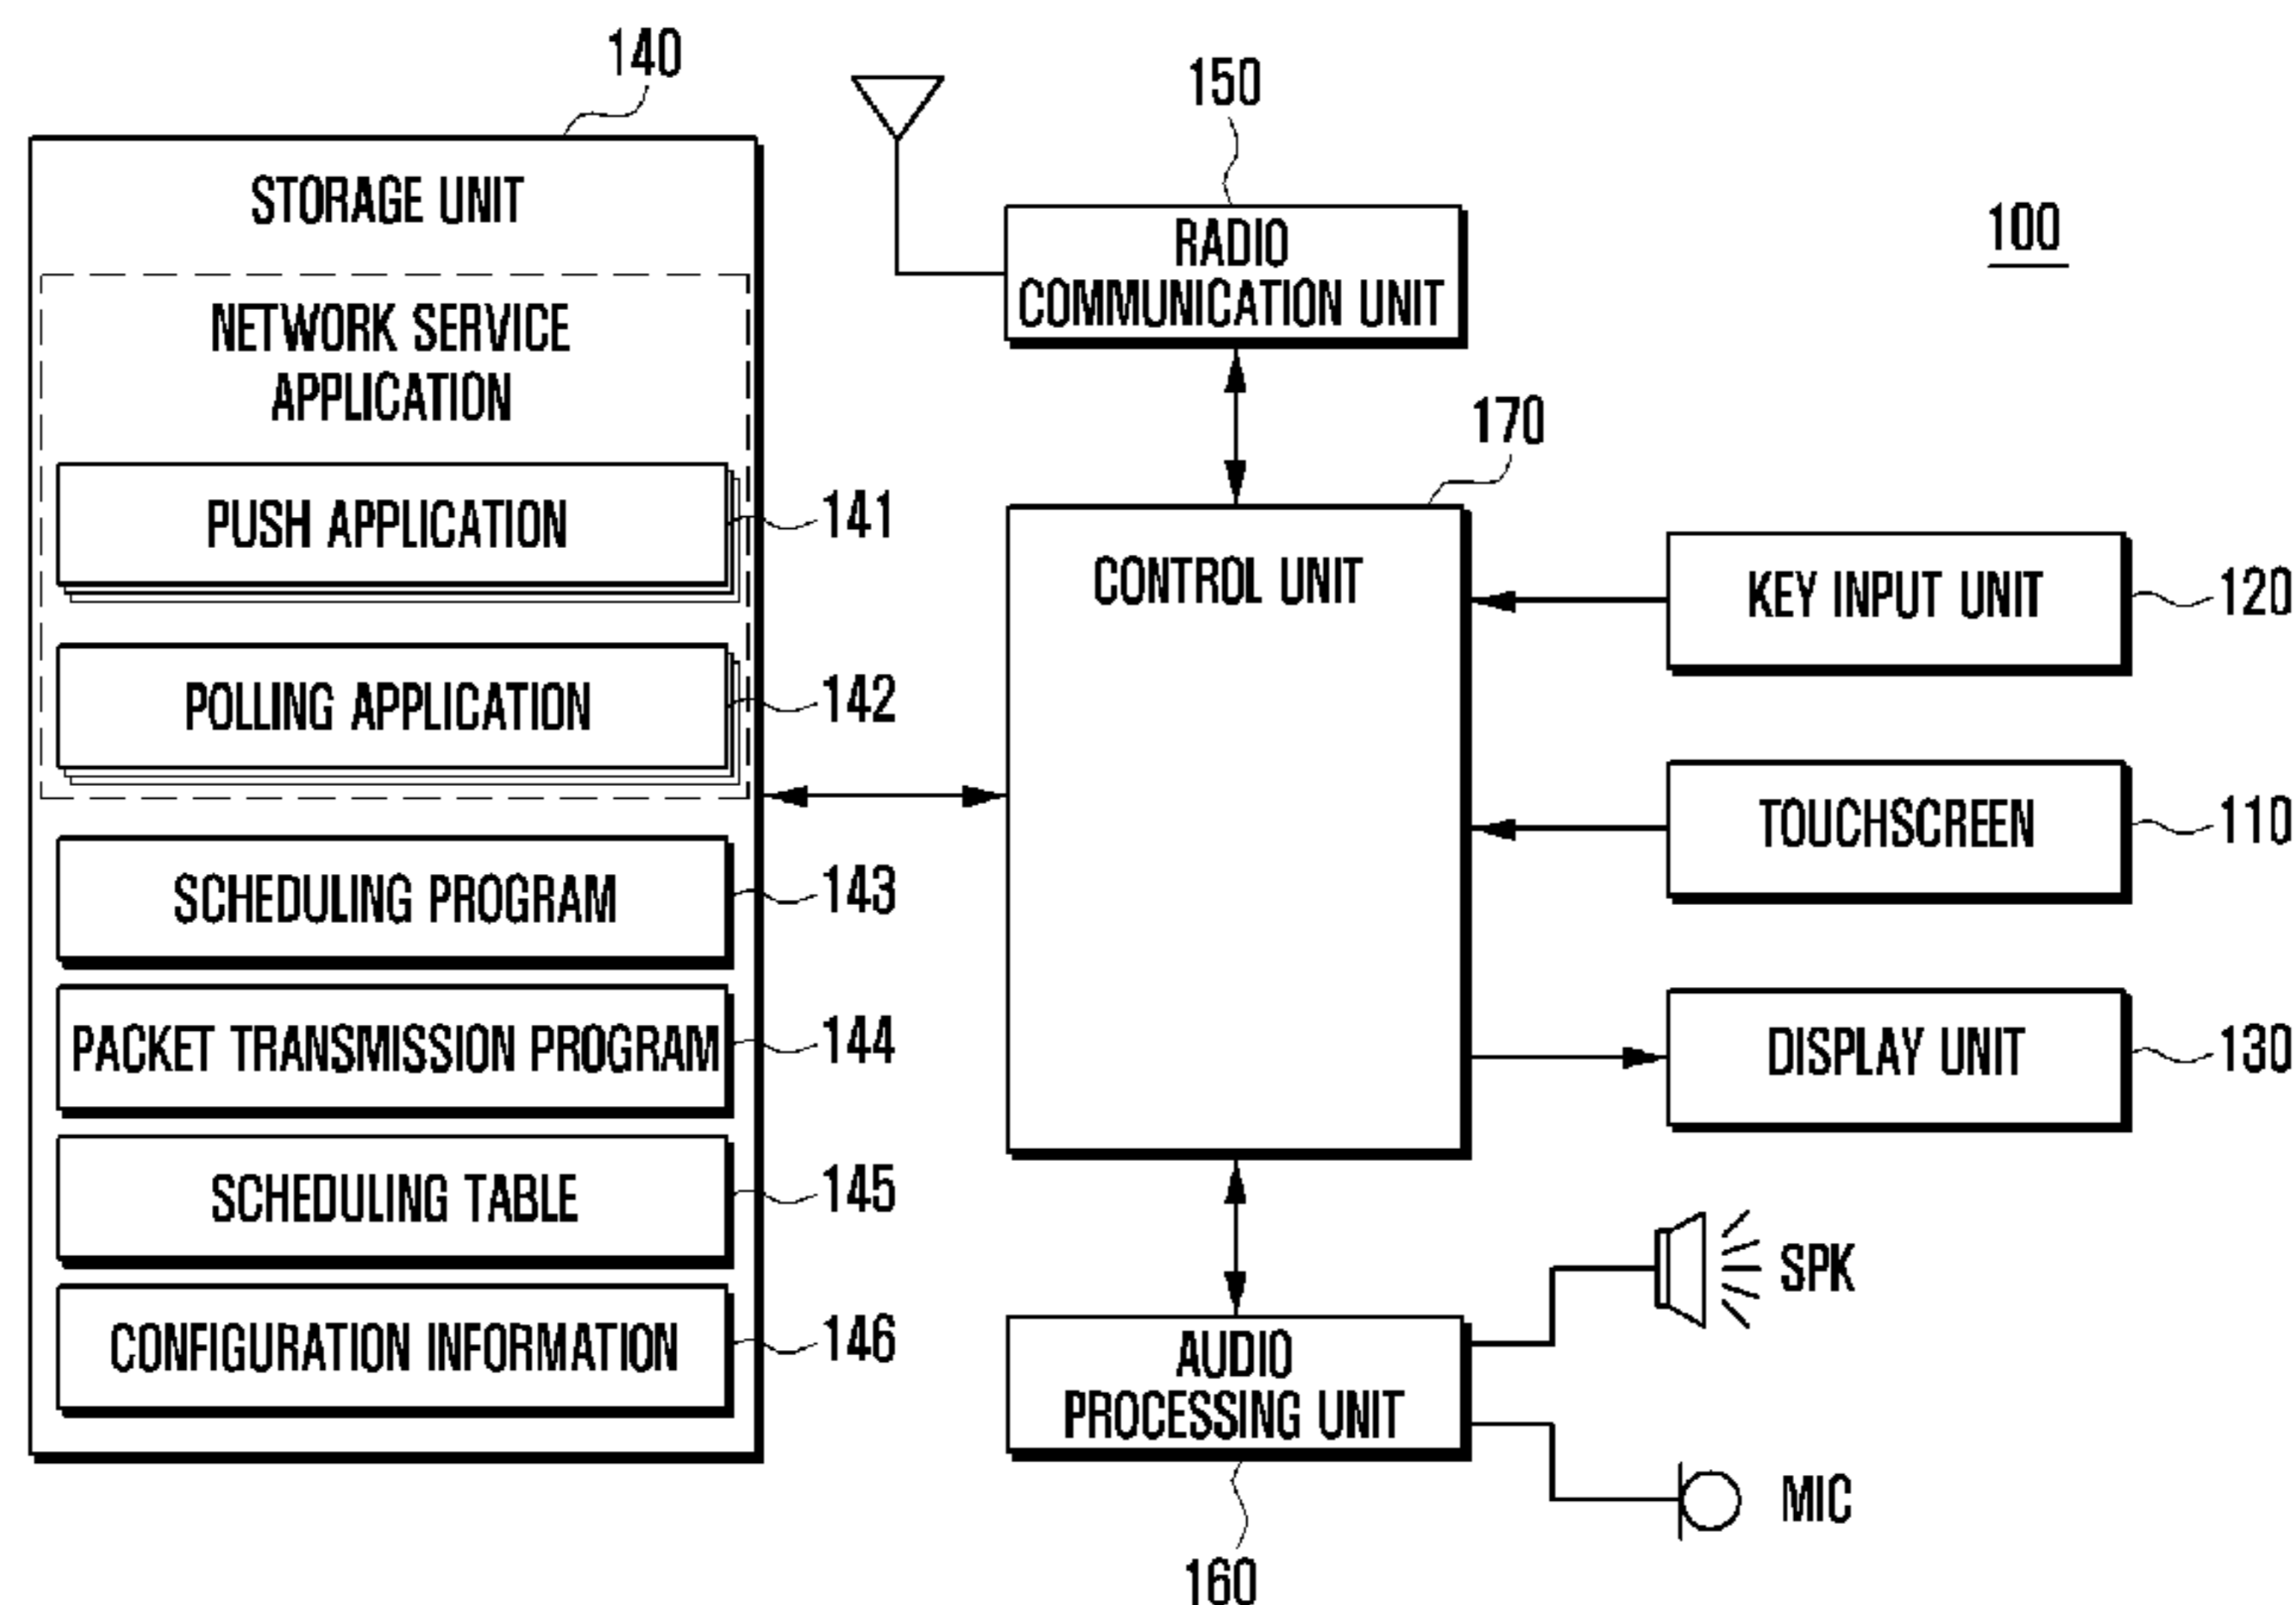 140
STORAGE UNIT
NETWORK SERVICE
APPLICATION
PUSH APPLICATION
141
POLLING APPLICATION
142
SCHEDULING PROGRAM
143
PACKET TRANSMISSION PROGRAM
144
SCHEDULING TABLE
145
CONFIGURATION INFORMATION
146
150
RADIO
COMMUNICATION UNIT
100
170
CONTROL UNIT
KEY INPUT UNIT
120
TOUCHSCREEN
110
DISPLAY UNIT
130
AUDIO
PROCESSING UNIT
160
SPK
MIC